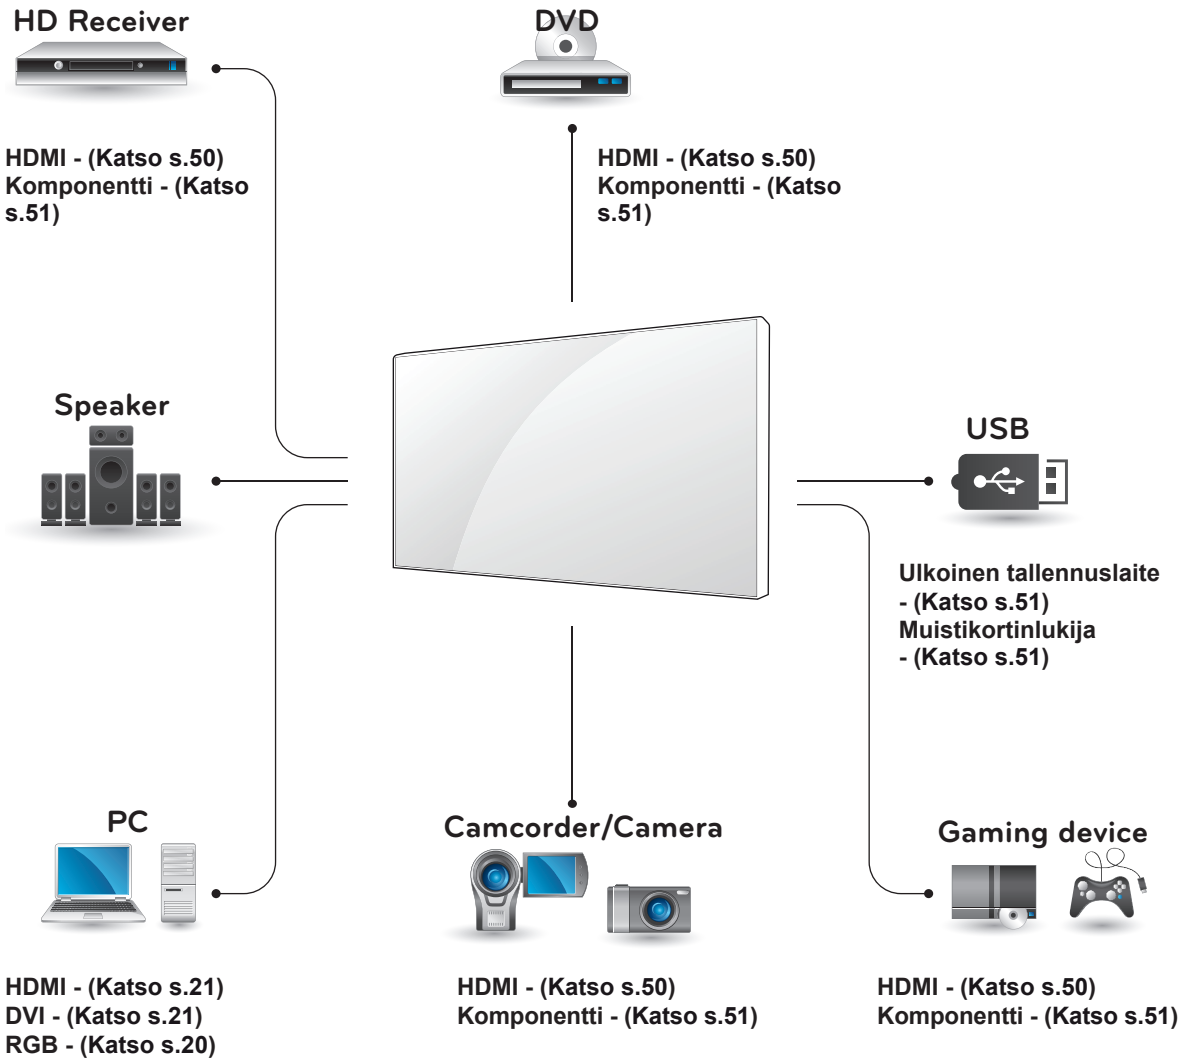 HD Receiver
HDMI - (Katso s.50)
Komponentti - (Katso
s.51)
DVD
HDMI - (Katso s.50)
Komponentti - (Katso
s.51)
Speaker
USB
Ulkoinen tallennuslaite
- (Katso s.51)
Muistikortinlukija
- (Katso s.51)
PC
HDMI - (Katso s.21)
DVI - (Katso s.21)
RGB - (Katso s.20)
Camcorder/Camera
HDMI - (Katso s.50)
Komponentti - (Katso s.51)
Gaming device
HDMI - (Katso s.50)
Komponentti - (Katso s.51)